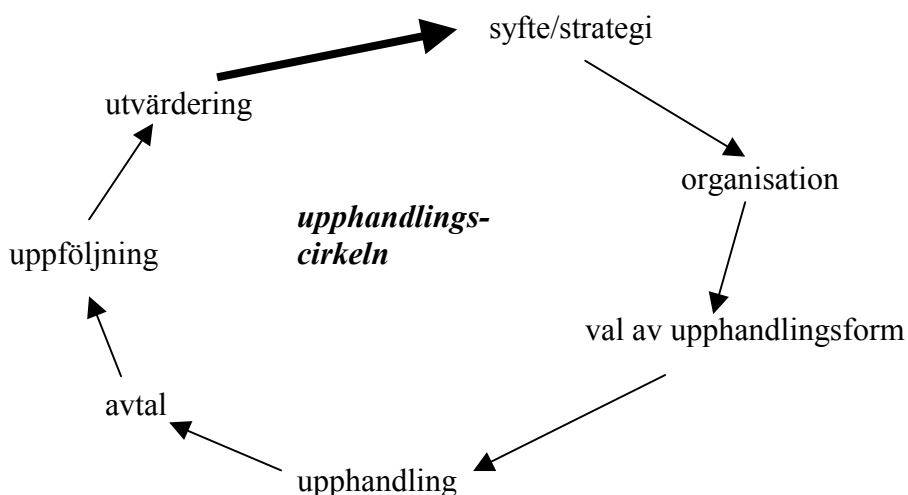 syfte/strategi
organisation
val av upphandlingsform
upphandling
avtal
uppföljning
utvärdering
upphandlings-
cirkeln